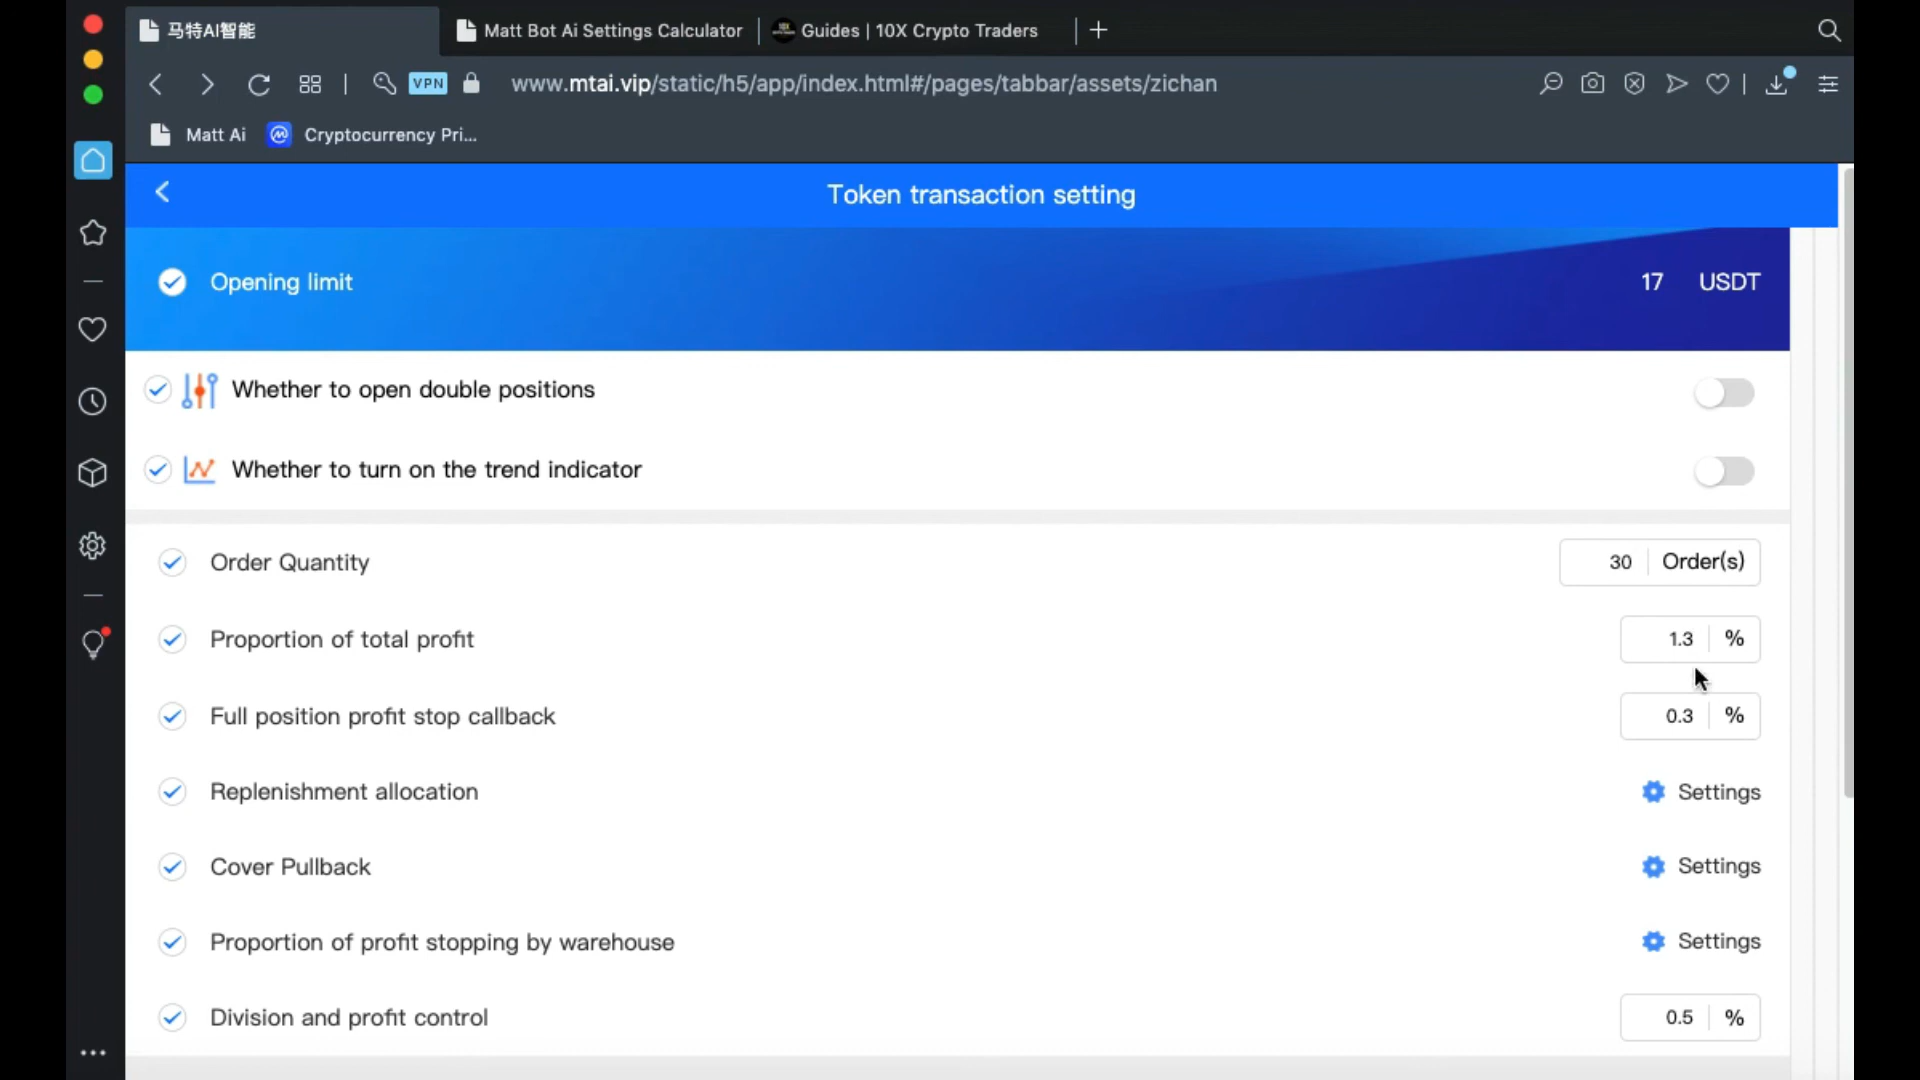 马特AI智能
Matt Bot Ai Settings Calculator
Guides | 10X Crypto Traders
VPN
www.mtai.vip/static/h5/app/index.html#/pages/tabbar/assets/zichan
Matt Ai
Cryptocurrency Pri...
Token transaction setting
Opening limit 17 USDT
Whether to open double positions
Whether to turn on the trend indicator
Order Quantity 30 Order(s)
Proportion of total profit 1.3 %
Full position profit stop callback 0.3 %
Replenishment allocation Settings
Cover Pullback Settings
Proportion of profit stopping by warehouse Settings
Division and profit control 0.5 %